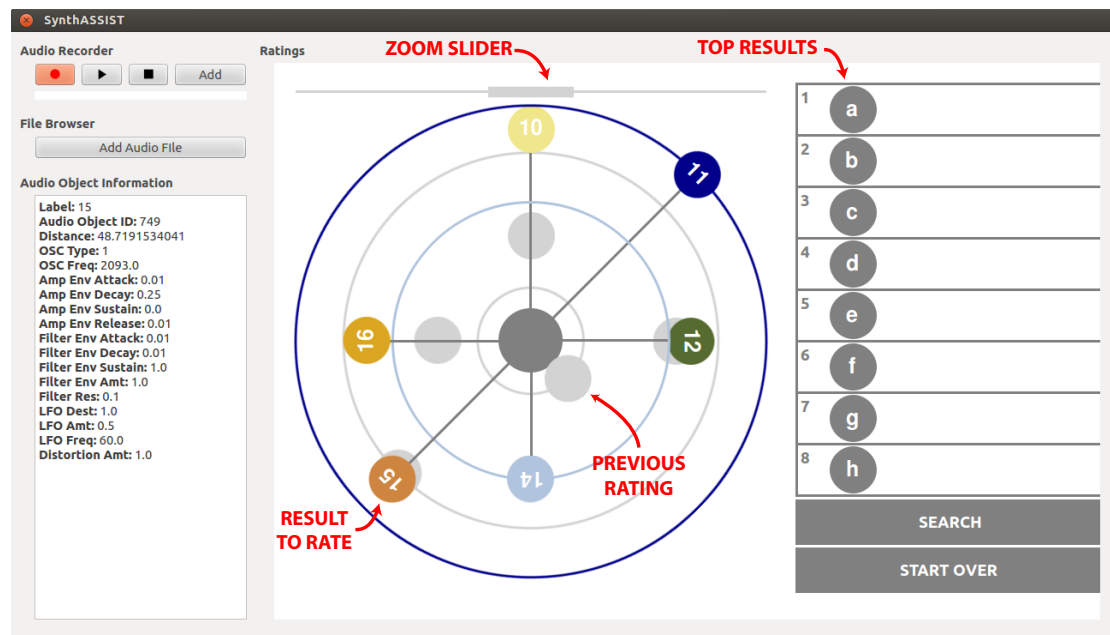 SynthASSIST
Audio Recorder
Add
File Browser
Add Audio FIle
Audio Object Information
Label: 15
Audio Object ID: 749
Distance: 48.7191534041
OSC Type: 1
OSC Freq: 2093.0
Amp Env Attack: 0.01
Amp Env Decay: 0.25
Amp Env Sustain: 0.0
Amp Env Release: 0.01
Filter Env Attack: 0.01
Filter Env Decay: 0.01
Filter Env Sustain: 1.0
Filter Env Amt: 1.0
Filter Res: 0.1
LFO Dest: 1.0
LFO Amt: 0.5
LFO Freq: 60.0
Distortion Amt: 1.0
Ratings
ZOOM SLIDER
10
11
16
12
15
14
PREVIOUS
RATING
RESULT
TO RATE
TOP RESULTS
1 a
2 b
3 c
4 d
5 e
6 f
7 g
8 h
SEARCH
START OVER